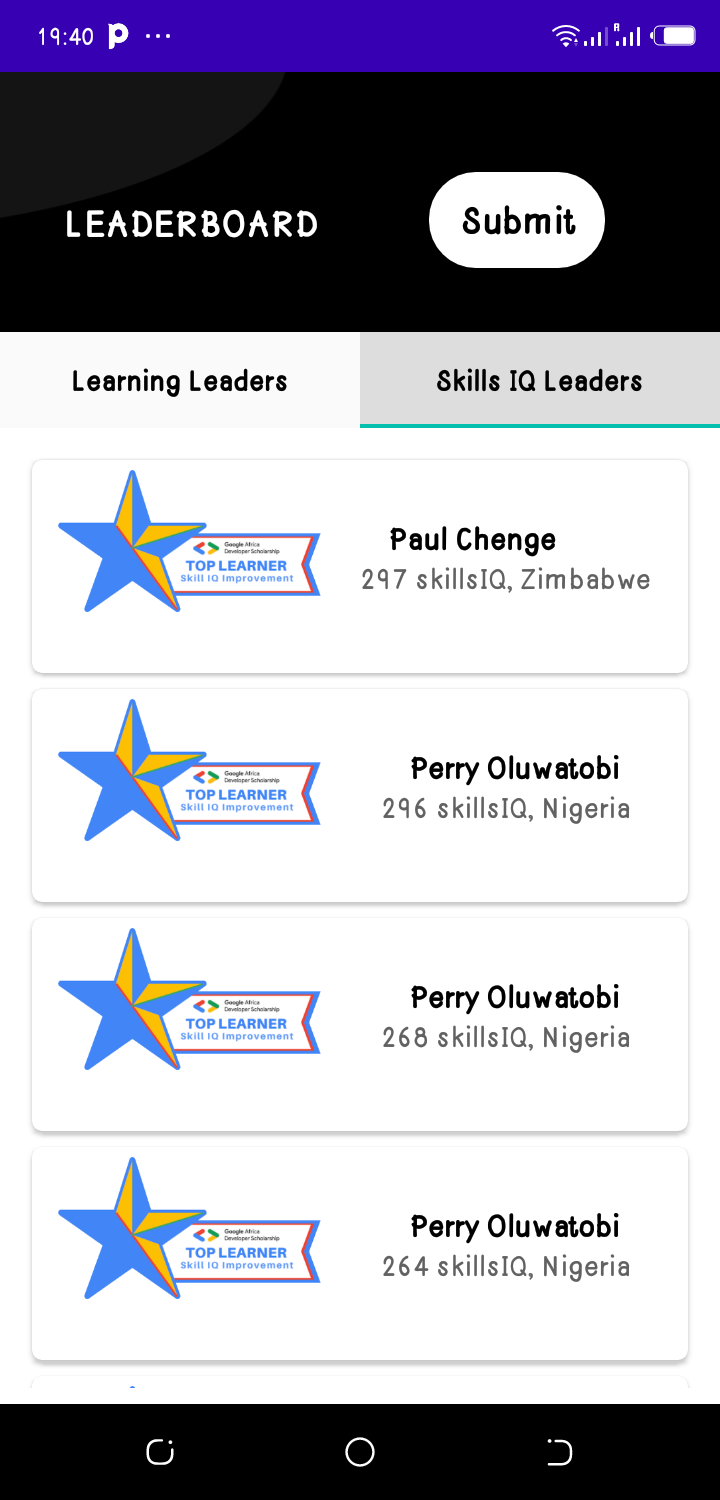 19:40
LEADERBOARD
Submit
Learning Leaders
Skills IQ Leaders
Google Africa
Developer Scholarship
TOP LEARNER
Skill IQ Improvement
Paul Chenge
297 skillsIQ, Zimbabwe
Google Africa
Developer Scholarship
TOP LEARNER
Skill IQ Improvement
Perry Oluwatobi
296 skillsIQ, Nigeria
Google Africa
Developer Scholarship
TOP LEARNER
Skill IQ Improvement
Perry Oluwatobi
268 skillsIQ, Nigeria
Google Africa
Developer Scholarship
TOP LEARNER
Skill IQ Improvement
Perry Oluwatobi
264 skillsIQ, Nigeria